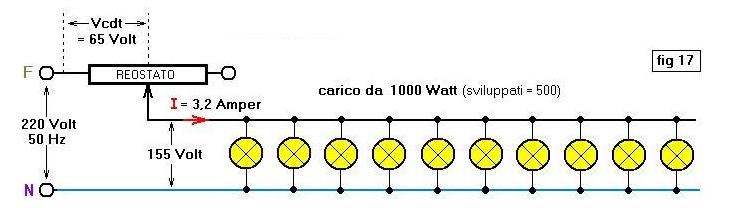 Vcdt
= 65 Volt
fig 17
F
REOSTATO
carico da 1000 Watt (sviluppati = 500)
I = 3,2 Amper
220 Volt
50 Hz
155 Volt
N